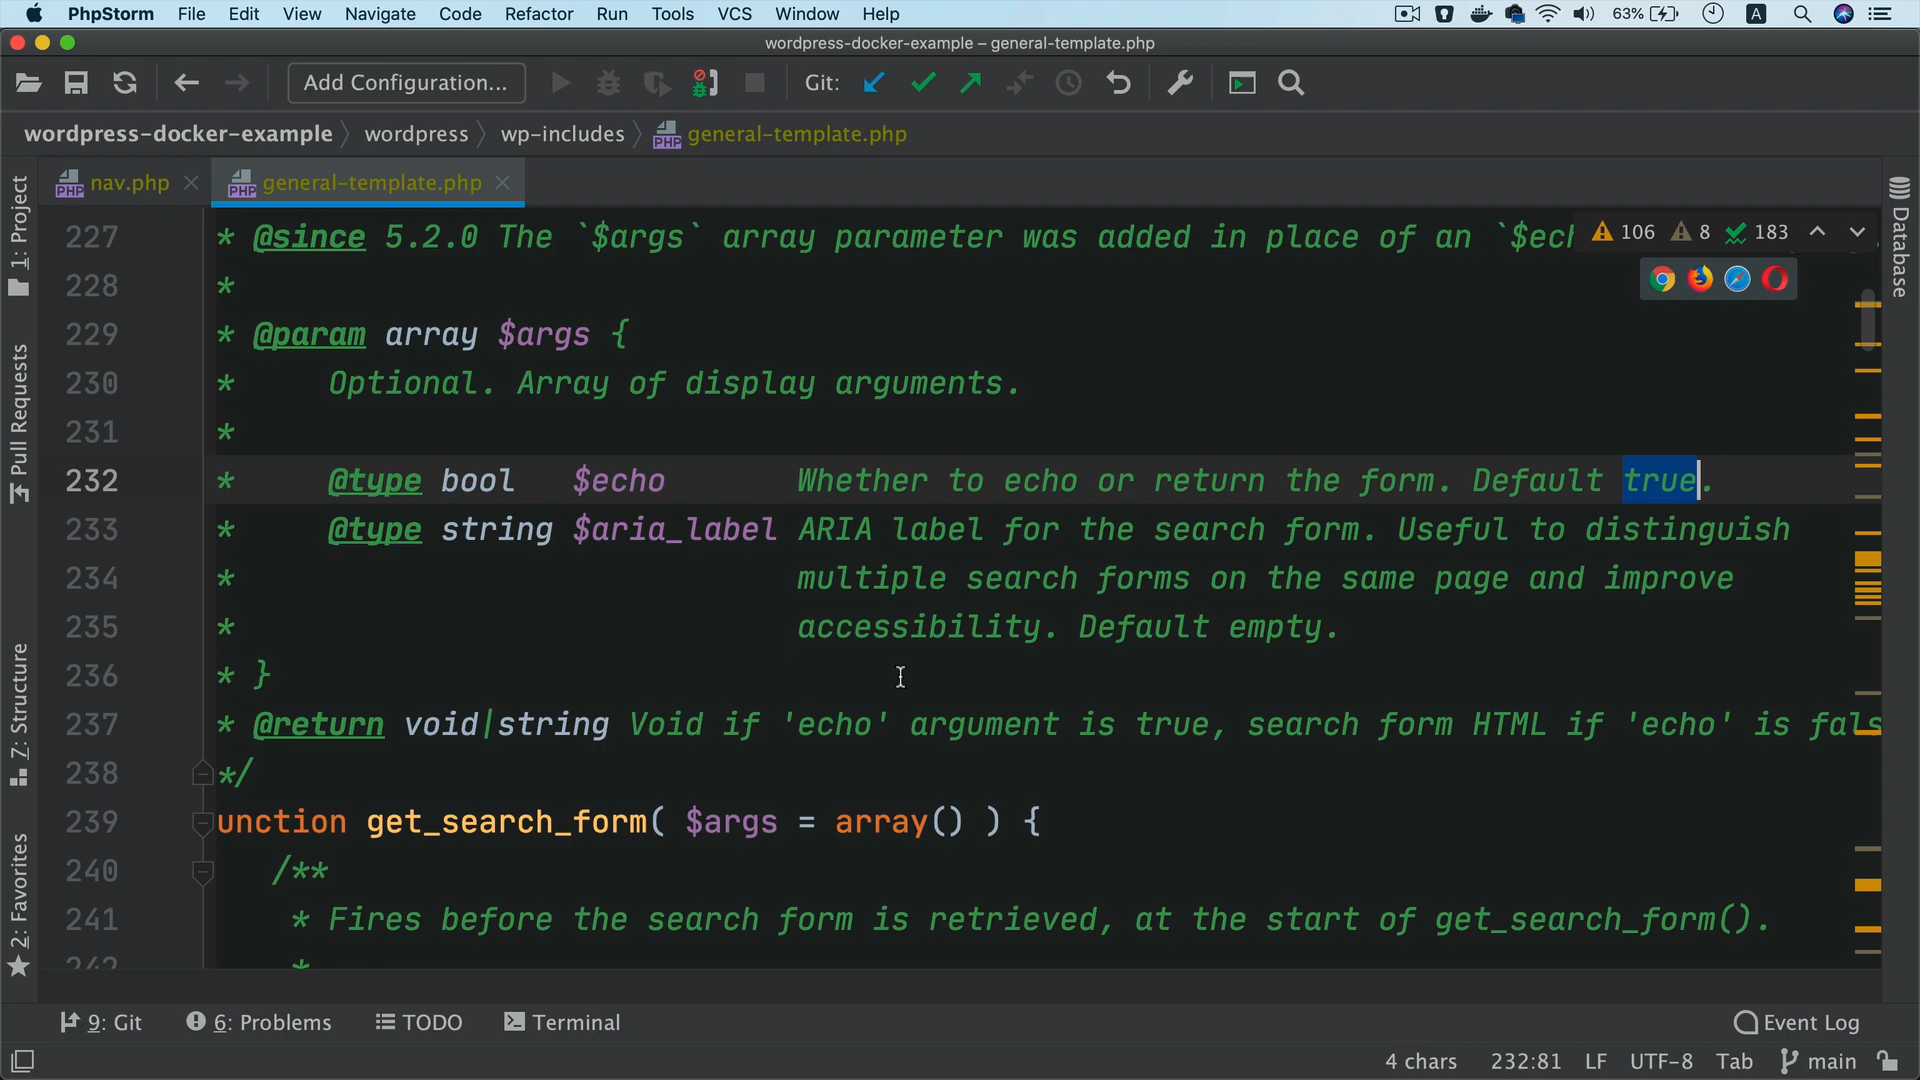 PhpStorm File Edit View Navigate Code Refactor Run Tools VCS Window Help 63% A
wordpress-docker-example – general-template.php
Add Configuration... Git:
wordpress-docker-example wordpress wp-includes PHP general-template.php
PHP nav.php PHP general-template.php
106 8 183
227 * @since 5.2.0 The `$args` array parameter was added in place of an `$ech
228 *
229 * @param array $args {
230 * Optional. Array of display arguments.
231 *
232 * @type bool $echo Whether to echo or return the form. Default true.
233 * @type string $aria_label ARIA label for the search form. Useful to distinguish
234 * multiple search forms on the same page and improve
235 * accessibility. Default empty.
236 * }
237 * @return void|string Void if 'echo' argument is true, search form HTML if 'echo' is fals
238 */
239 unction get_search_form( $args = array() ) {
240 /**
241 * Fires before the search form is retrieved, at the start of get_search_form().
242 *
1: Project
Pull Requests
7: Structure
2: Favorites
Database
9: Git 6: Problems TODO Terminal Event Log
4 chars 232:81 LF UTF-8 Tab main